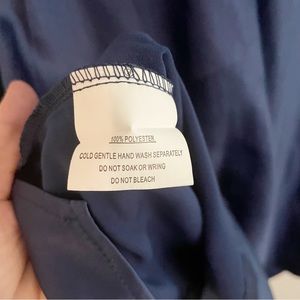 100% POLYESTER
COLD GENTLE HAND WASH SEPARATELY
DO NOT SOAK OR WRING
DO NOT BLEACH